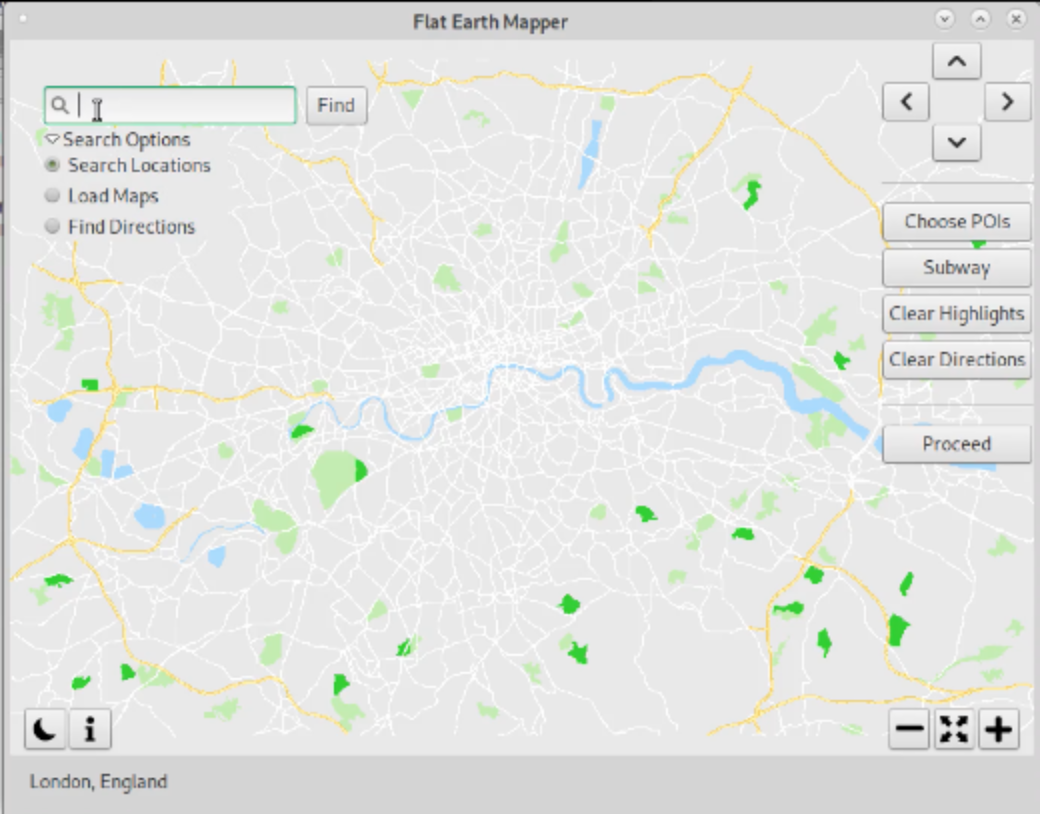 Flat Earth Mapper
Find
Search Options
Search Locations
Load Maps
Find Directions
Choose POIs
Subway
Clear Highlights
Clear Directions
Proceed
London, England